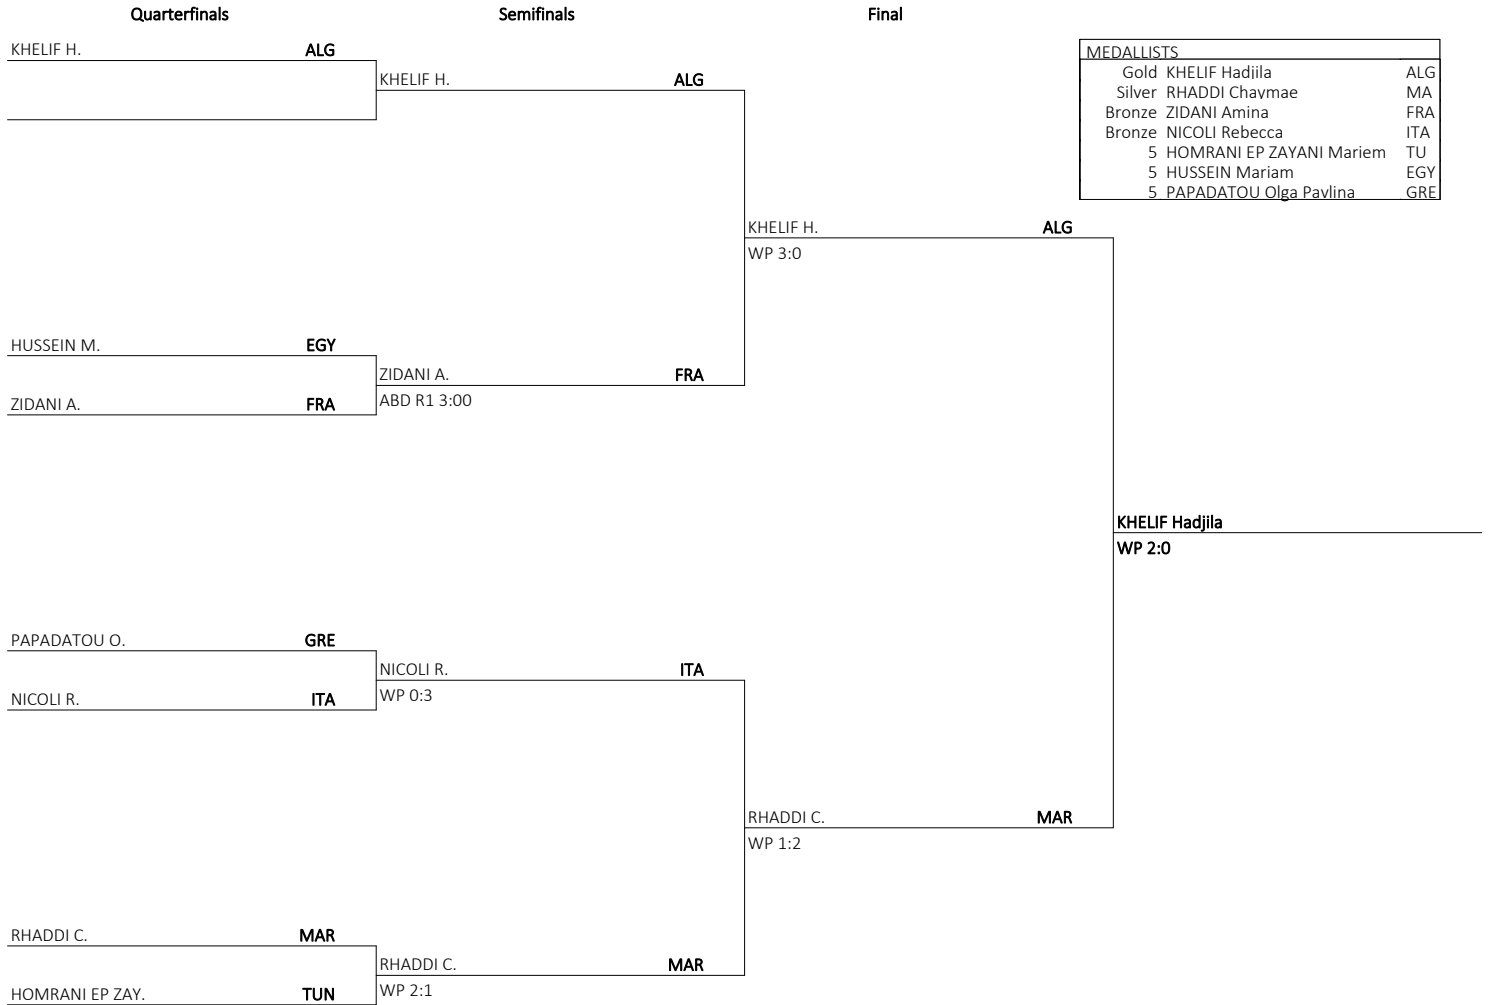 Quarterfinals Semifinals Final
MEDALLISTS
Gold KHELIF Hadjila ALG
Silver RHADDI Chaymae MA
Bronze ZIDANI Amina FRA
Bronze NICOLI Rebecca ITA
5 HOMRANI EP ZAYANI Mariem TU
5 HUSSEIN Mariam EGY
5 PAPADATOU Olga Pavlina GRE
KHELIF H. ALG
KHELIF H. ALG
KHELIF H. ALG
WP 3:0
HUSSEIN M. EGY
ZIDANI A. FRA
ZIDANI A. FRA
ABD R1 3:00
KHELIF Hadjila
WP 2:0
PAPADATOU O. GRE
NICOLI R. ITA
NICOLI R. ITA
WP 0:3
RHADDI C. MAR
WP 1:2
RHADDI C. MAR
RHADDI C. MAR
HOMRANI EP ZAY. TUN
WP 2:1